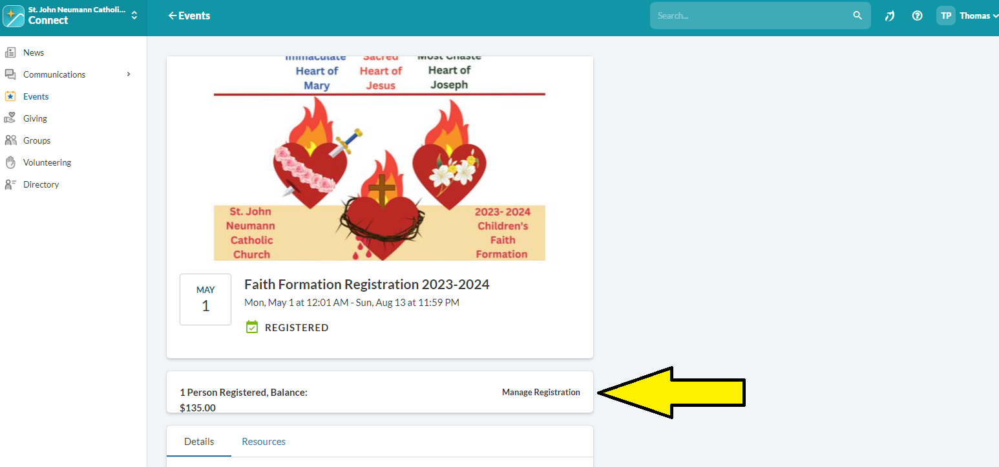 St. John Neumann Catholi...
Connect
Events
Search...
TP
Thomas
News
Communications
Events
Giving
Groups
Volunteering
Directory
Immaculate
Heart of
Mary
Sacred
Heart of
Jesus
Most Chaste
Heart of
Joseph
St. John
Neumann
Catholic
Church
2023- 2024
Children's
Faith
Formation
MAY
1
Faith Formation Registration 2023-2024
Mon, May 1 at 12:01 AM - Sun, Aug 13 at 11:59 PM
REGISTERED
1 Person Registered, Balance:
$135.00
Manage Registration
Details
Resources